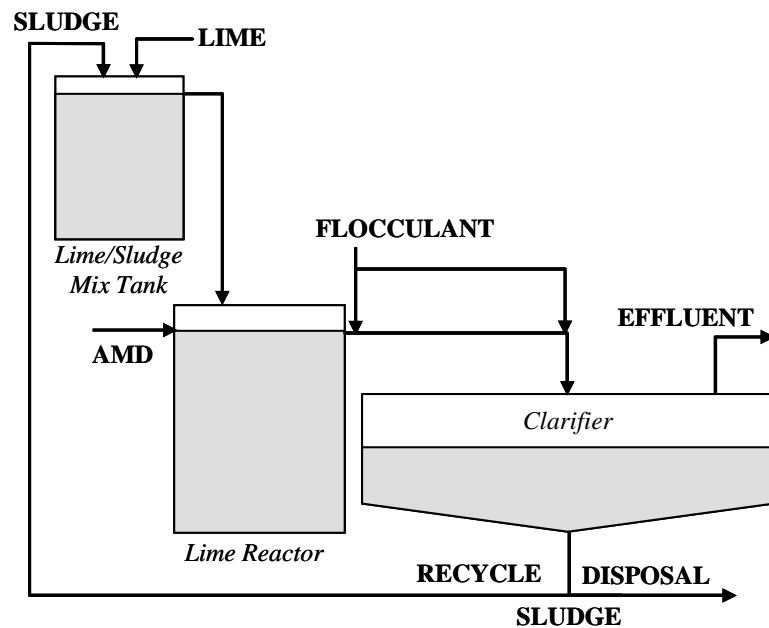 SLUDGE
LIME
Lime/Sludge
Mix Tank
FLOCCULANT
AMD
EFFLUENT
Clarifier
Lime Reactor
RECYCLE
DISPOSAL
SLUDGE